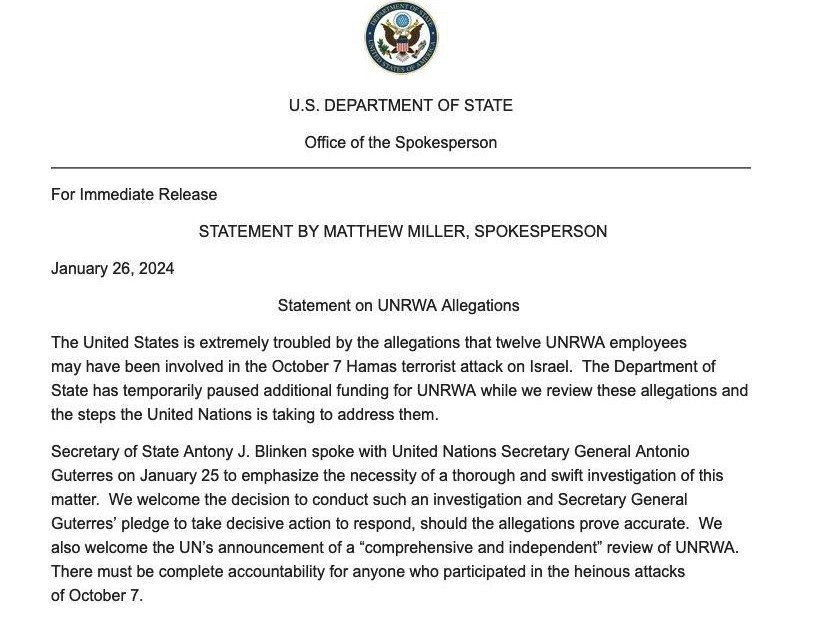 DEPARTMENT OF STATE
UNITED STATES OF AMERICA
U.S. DEPARTMENT OF STATE
Office of the Spokesperson
For Immediate Release
STATEMENT BY MATTHEW MILLER, SPOKESPERSON
January 26, 2024
Statement on UNRWA Allegations
The United States is extremely troubled by the allegations that twelve UNRWA employees
may have been involved in the October 7 Hamas terrorist attack on Israel.  The Department of
State has temporarily paused additional funding for UNRWA while we review these allegations and
the steps the United Nations is taking to address them.
Secretary of State Antony J. Blinken spoke with United Nations Secretary General Antonio
Guterres on January 25 to emphasize the necessity of a thorough and swift investigation of this
matter.  We welcome the decision to conduct such an investigation and Secretary General
Guterres’ pledge to take decisive action to respond, should the allegations prove accurate.  We
also welcome the UN’s announcement of a “comprehensive and independent” review of UNRWA.
There must be complete accountability for anyone who participated in the heinous attacks
of October 7.